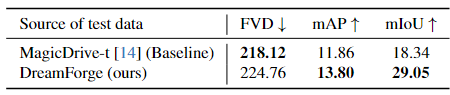 Source of test data FVD ↓ mAP ↑ mIoU ↑
MagicDrive-t [14] (Baseline) 218.12 11.86 18.34
DreamForge (ours) 224.76 13.80 29.05